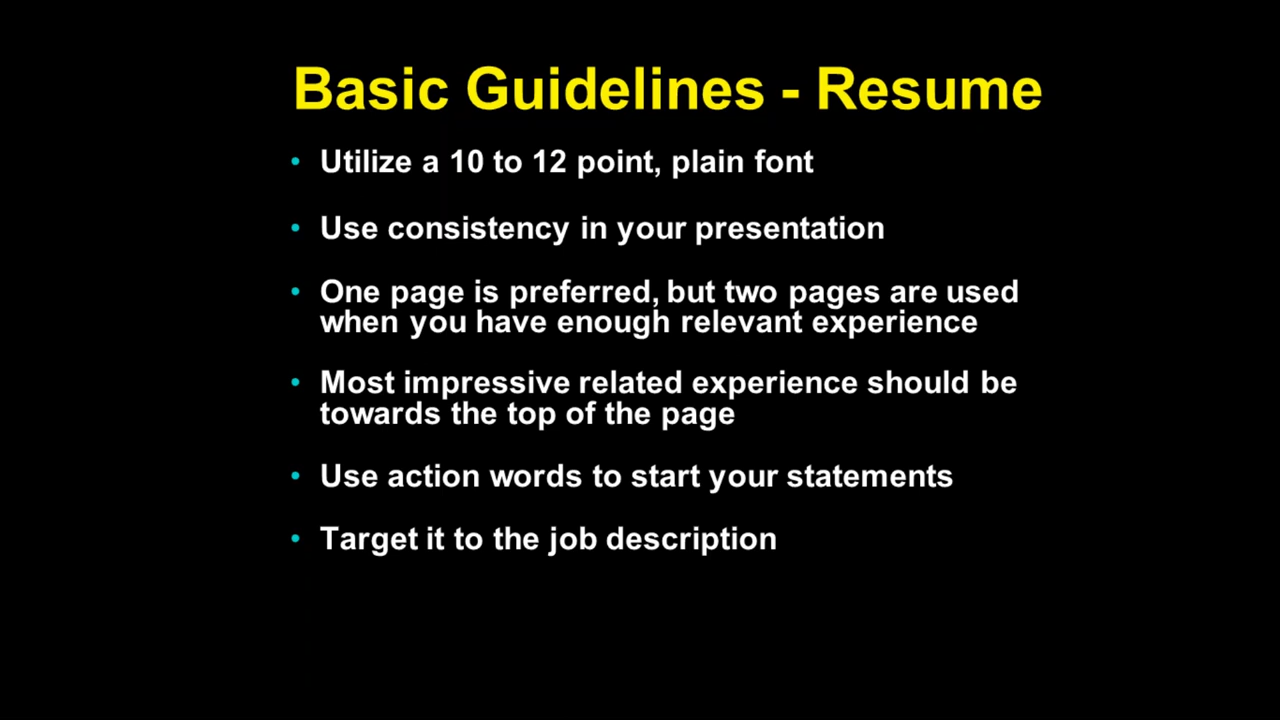 Basic Guidelines - Resume
• Utilize a 10 to 12 point, plain font
• Use consistency in your presentation
• One page is preferred, but two pages are used
when you have enough relevant experience
• Most impressive related experience should be
towards the top of the page
• Use action words to start your statements
• Target it to the job description